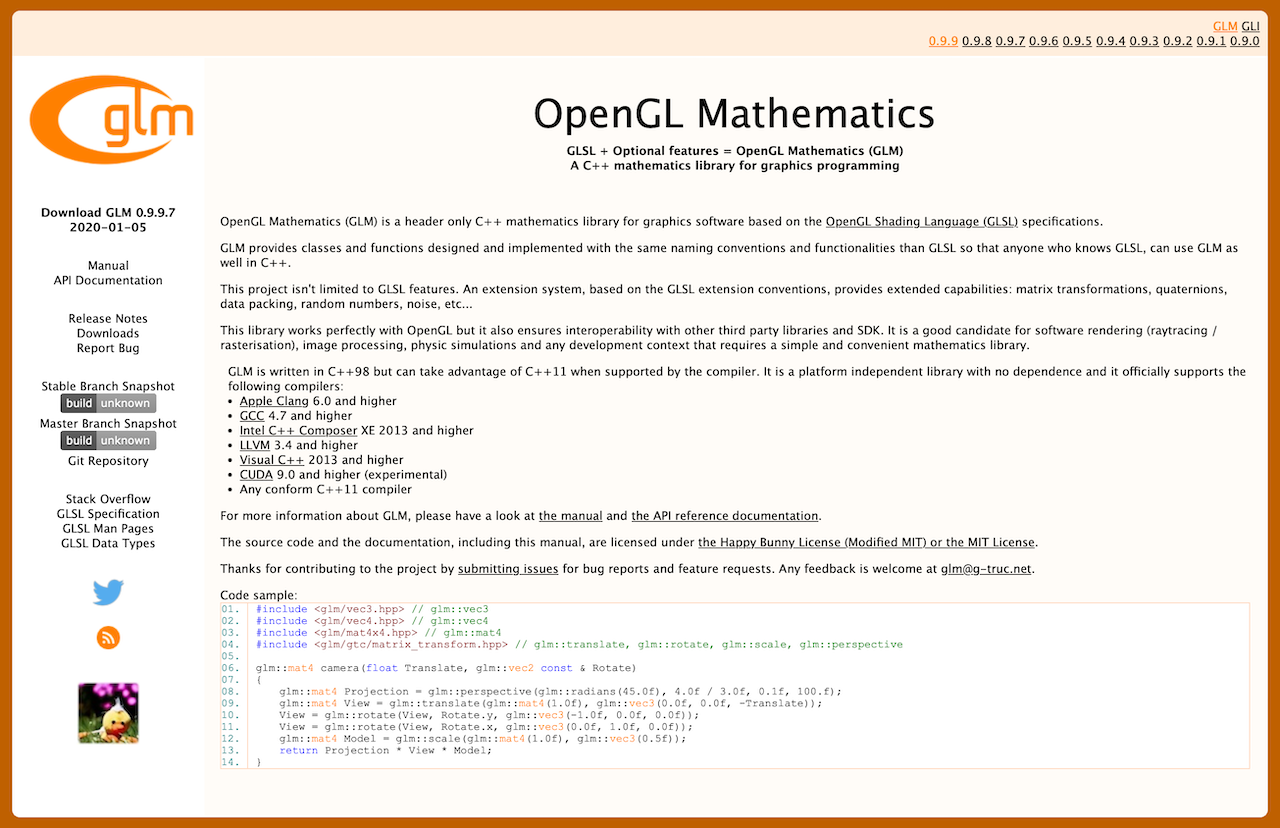 GLM GLI
0.9.9 0.9.8 0.9.7 0.9.6 0.9.5 0.9.4 0.9.3 0.9.2 0.9.1 0.9.0
glm
Download GLM 0.9.9.7
2020-01-05
Manual
API Documentation
Release Notes
Downloads
Report Bug
Stable Branch Snapshot
build unknown
Master Branch Snapshot
build unknown
Git Repository
Stack Overflow
GLSL Specification
GLSL Man Pages
GLSL Data Types
OpenGL Mathematics
GLSL + Optional features = OpenGL Mathematics (GLM)
A C++ mathematics library for graphics programming
OpenGL Mathematics (GLM) is a header only C++ mathematics library for graphics software based on the OpenGL Shading Language (GLSL) specifications.
GLM provides classes and functions designed and implemented with the same naming conventions and functionalities than GLSL so that anyone who knows GLSL, can use GLM as
well in C++.
This project isn't limited to GLSL features. An extension system, based on the GLSL extension conventions, provides extended capabilities: matrix transformations, quaternions,
data packing, random numbers, noise, etc...
This library works perfectly with OpenGL but it also ensures interoperability with other third party libraries and SDK. It is a good candidate for software rendering (raytracing /
rasterisation), image processing, physic simulations and any development context that requires a simple and convenient mathematics library.
GLM is written in C++98 but can take advantage of C++11 when supported by the compiler. It is a platform independent library with no dependence and it officially supports the
following compilers:
• Apple Clang 6.0 and higher
• GCC 4.7 and higher
• Intel C++ Composer XE 2013 and higher
• LLVM 3.4 and higher
• Visual C++ 2013 and higher
• CUDA 9.0 and higher (experimental)
• Any conform C++11 compiler
For more information about GLM, please have a look at the manual and the API reference documentation.
The source code and the documentation, including this manual, are licensed under the Happy Bunny License (Modified MIT) or the MIT License.
Thanks for contributing to the project by submitting issues for bug reports and feature requests. Any feedback is welcome at glm@g-truc.net.
Code sample:
01. #include <glm/vec3.hpp> // glm::vec3
02. #include <glm/vec4.hpp> // glm::vec4
03. #include <glm/mat4x4.hpp> // glm::mat4
04. #include <glm/gtc/matrix_transform.hpp> // glm::translate, glm::rotate, glm::scale, glm::perspective
05.
06. glm::mat4 camera(float Translate, glm::vec2 const & Rotate)
07. {
08. glm::mat4 Projection = glm::perspective(glm::radians(45.0f), 4.0f / 3.0f, 0.1f, 100.f);
09. glm::mat4 View = glm::translate(glm::mat4(1.0f), glm::vec3(0.0f, 0.0f, -Translate));
10. View = glm::rotate(View, Rotate.y, glm::vec3(-1.0f, 0.0f, 0.0f));
11. View = glm::rotate(View, Rotate.x, glm::vec3(0.0f, 1.0f, 0.0f));
12. glm::mat4 Model = glm::scale(glm::mat4(1.0f), glm::vec3(0.5f));
13. return Projection * View * Model;
14. }